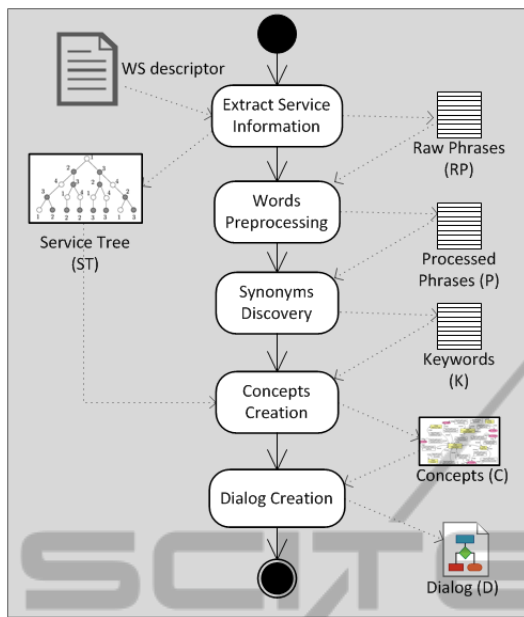 WS descriptor
Extract Service
Information
Raw Phrases
(RP)
Words
Preprocessing
Service Tree
(ST)
Processed
Phrases (P)
Synonyms
Discovery
Keywords
(K)
Concepts
Creation
Concepts (C)
Dialog Creation
Dialog (D)
SCITE